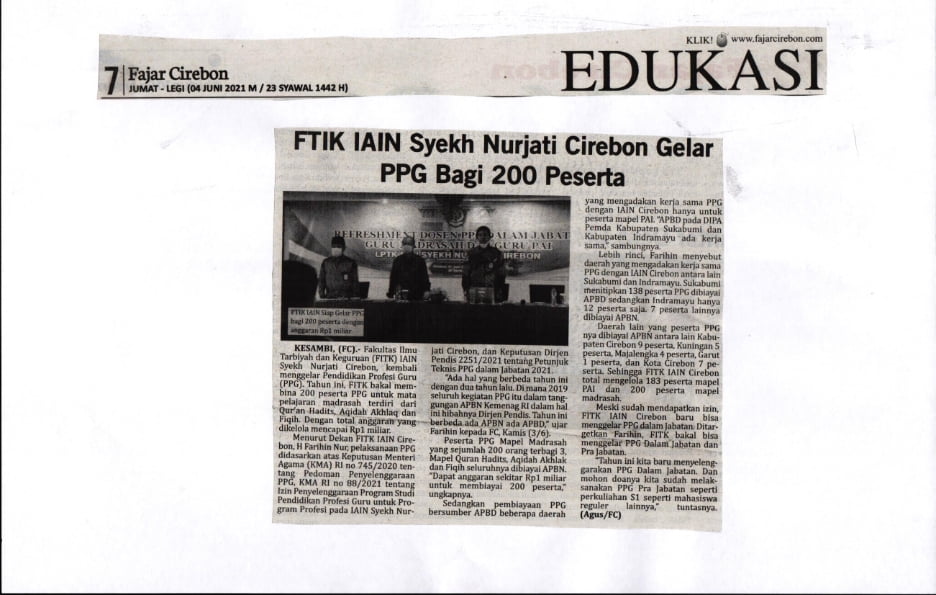 KLIK! www.fajarcirebon.com
7 Fajar Cirebon
JUMAT - LEGI (04 JUNI 2021 M / 23 SYAWAL 1442 H)
EDUKASI
FTIK IAIN Syekh Nurjati Cirebon Gelar
PPG Bagi 200 Peserta
REFRESHMENT DOSEN PPG DALAM JABAT
GURU MADRASAH DAN GURU PAI
LPTK IAIN SYEKH NURJATI CIREBON
FTIK IAIN Siap Gelar PPG
bagi 200 peserta dengan
anggaran Rp1 miliar
KESAMBI, (FC).- Fakultas Ilmu
Tarbiyah dan Keguruan (FITK) IAIN
Syekh Nurjati Cirebon, kembali
menggelar Pendidikan Profesi Guru
(PPG). Tahun ini, FITK bakal mem-
bina 200 peserta PPG untuk mata
pelajaran madrasah terdiri dari
Qur'an Hadits, Aqidah Akhlaq dan
Fiqih. Dengan total anggaran yang
dikelola mencapai Rp1 miliar.
Menurut Dekan FITK IAIN Cire-
bon, H Farihin Nur, pelaksanaan PPG
didasarkan atas Keputusan Menteri
Agama (KMA) RI no 745/2020 ten-
tang Pedoman Penyelenggaraan
PPG, KMA RI no 88/2021 tentang
Izin Penyelenggaraan Program Studi
Pendidikan Profesi Guru untuk Pro-
gram Profesi pada IAIN Syekh Nur-
jati Cirebon, dan Keputusan Dirjen
Pendis 2251/2021 tentang Petunjuk
Teknis PPG dalam Jabatan 2021.
"Ada hal yang berbeda tahun ini
dengan dua tahun lalu. Di mana 2019
seluruh kegiatan PPG itu dalam tang-
gungan APBN Kemenag RI dalam hal
ini hibahnya Dirjen Pendis. Tahun ini
berbeda, ada APBN ada APBD," ujar
Farihin kepada FC, Kamis (3/6).
Peserta PPG Mapel Madrasah
yang sejumlah 200 orang terbagi 3,
Mapel Quran Hadits, Aqidah Akhlak
dan Fiqih seluruhnya dibiayai APBN.
"Dapat anggaran sekitar Rp1 miliar
untuk membiayai 200 peserta,"
ungkapnya.
Sedangkan pembiayaan PPG
bersumber APBD beberapa daerah
yang mengadakan kerja sama PPG
dengan IAIN Cirebon hanya untuk
peserta mapel PAI. "APBD pada DIPA
Pemda Kabupaten Sukabumi dan
Kabupaten Indramayu ada kerja
sama," sambungnya.
Lebih rinci, Farihin menyebut
daerah yang mengadakan kerja sama
PPG dengan IAIN Cirebon antara lain
Sukabumi dan Indramayu. Sukabumi
menitipkan 138 peserta PPG dibiayai
APBD sedangkan Indramayu hanya
12 peserta saja. 7 peserta lainnya
dibiayai APBN.
Daerah lain yang peserta PPG
nya dibiayai APBN antara lain Kabu-
paten Cirebon 9 peserta, Kuningan 5
peserta, Majalengka 4 peserta, Garut
1 peserta, dan Kota Cirebon 7 pe-
serta. Sehingga FTIK IAIN Cirebon
total mengelola 183 peserta mapel
PAI dan 200 peserta mapel
madrasah.
Meski sudah mendapatkan izin,
FTIK IAIN Cirebon baru bisa
menggelar PPG dalam Jabatan. Di-
targetkan Farihin, FITK bakal bisa
menggelar PPG Dalam Jabatan dan
Pra Jabatan.
"Tahun ini kita baru menyeleng-
garakan PPG Dalam Jabatan. Dan
mohon doanya kita sudah melak-
sanakan PPG Pra Jabatan seperti
perkuliahan S1 seperti mahasiswa
reguler lainnya," tuntasnya.
(Agus/FC)